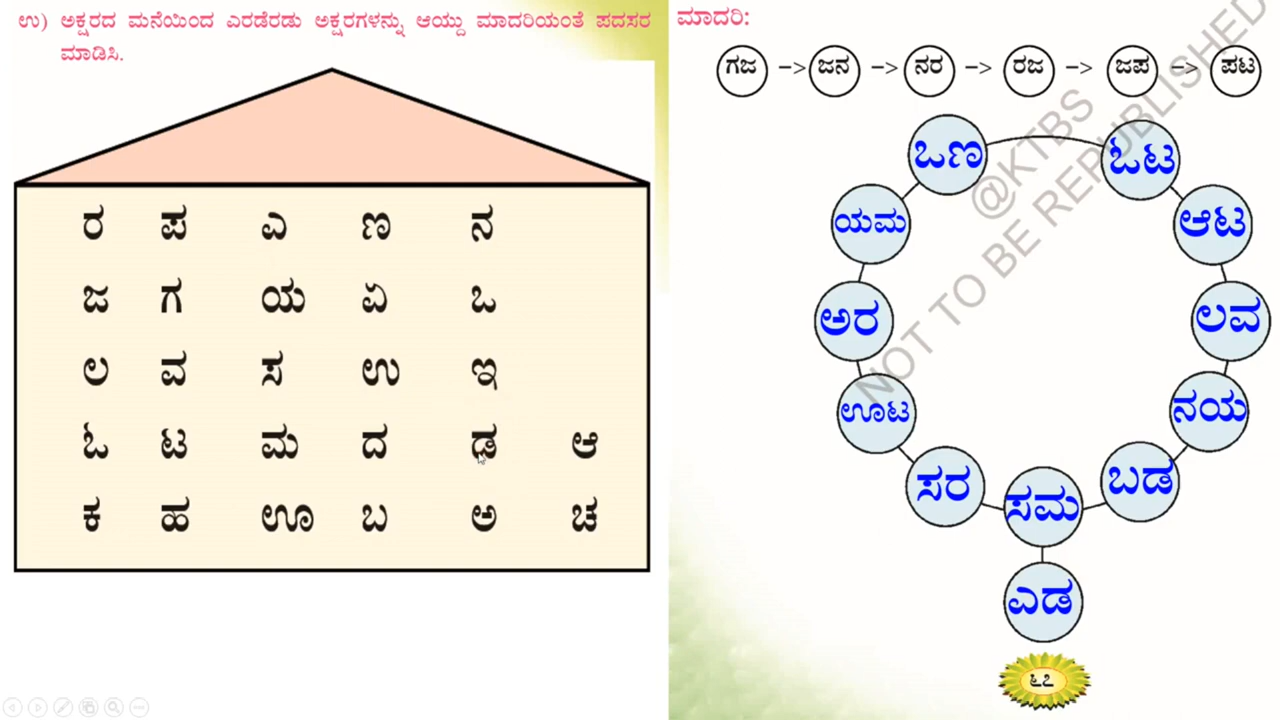 ಉ) ಅಕ್ಷರದ ಮನೆಯಿಂದ ಎರಡೆರಡು ಅಕ್ಷರಗಳನ್ನು ಆಯ್ದು ಮಾದರಿಯಂತೆ ಪದಸರ
ಮಾಡಿಸಿ.
ರ ಪ ಎ ಣ ನ
ಜ ಗ ಯ ಏ ಒ
ಲ ವ ಸ ಉ ಇ
ಓ ಟ ಮ ದ ಡ ಆ
ಕ ಹ ಊ ಬ ಅ ಚ
ಮಾದರಿ:
ಗಜ –> ಜನ –> ನರ –> ರಜ –> ಜಪ –> ಪಟ
ಒಣ
ಓಟ
ಯಮ
ಆಟ
ಅರ
ಲವ
ಊಟ
ನಯ
ಸರ
ಸಮ
ಬಡ
ಎಡ
೬೭
@KTBS
NOT TO BE REPUBLISHED